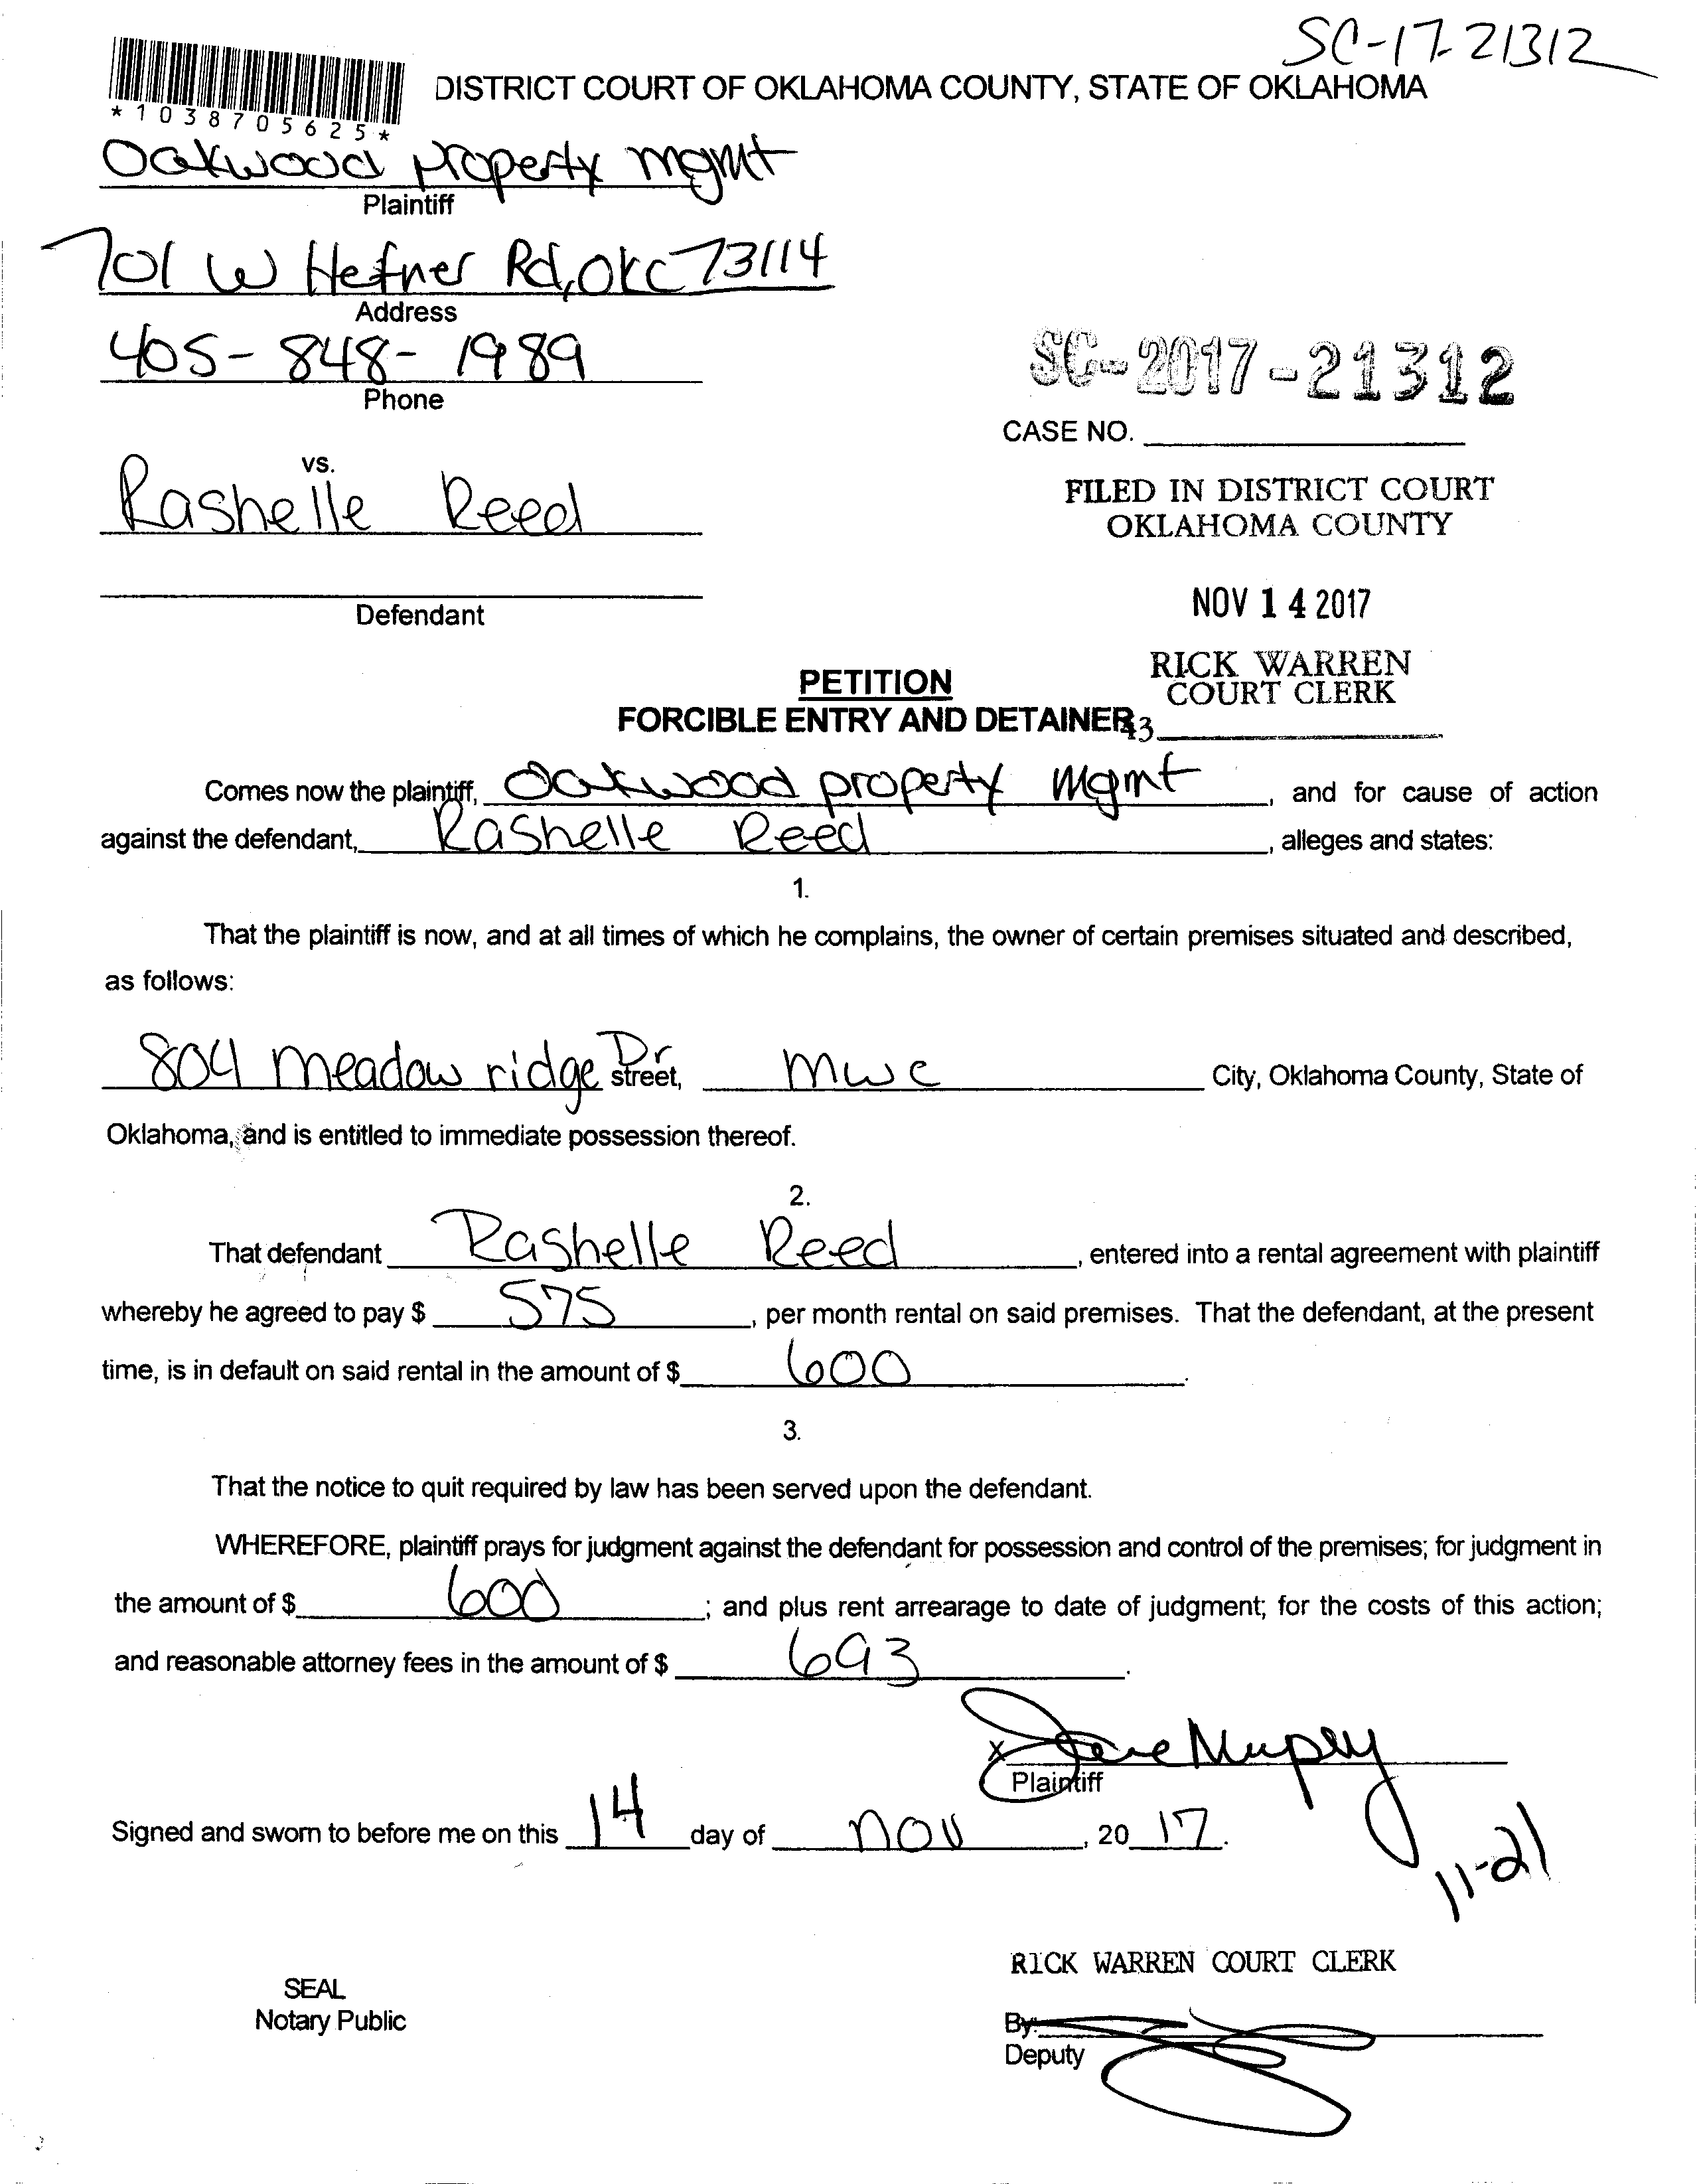 SC-17-21312
*1038705625*
DISTRICT COURT OF OKLAHOMA COUNTY, STATE OF OKLAHOMA
Oakwood property mgmt
Plaintiff
701 W Hefner Rd, OKC 73114
Address
405-848-1989
Phone
SC-2017-21312
CASE NO.
vs.
Rashelle Reed
FILED IN DISTRICT COURT
OKLAHOMA COUNTY
Defendant
NOV 14 2017
RICK WARREN
COURT CLERK
PETITION
FORCIBLE ENTRY AND DETAINER
43
Comes now the plaintiff, Oakwood property mgmt, and for cause of action
against the defendant, Rashelle Reed, alleges and states:
1.
That the plaintiff is now, and at all times of which he complains, the owner of certain premises situated and described,
as follows:
804 meadow ridge Dr street, mwc City, Oklahoma County, State of
Oklahoma, and is entitled to immediate possession thereof.
2.
That defendant Rashelle Reed, entered into a rental agreement with plaintiff
whereby he agreed to pay $ 575, per month rental on said premises. That the defendant, at the present
time, is in default on said rental in the amount of $ 600.
3.
That the notice to quit required by law has been served upon the defendant.
WHEREFORE, plaintiff prays for judgment against the defendant for possession and control of the premises; for judgment in
the amount of $ 600; and plus rent arrearage to date of judgment; for the costs of this action;
and reasonable attorney fees in the amount of $ 693.
X
Plaintiff
Signed and sworn to before me on this 14 day of nov, 20 17.
11-21
RICK WARREN COURT CLERK
SEAL
Notary Public
By:
Deputy